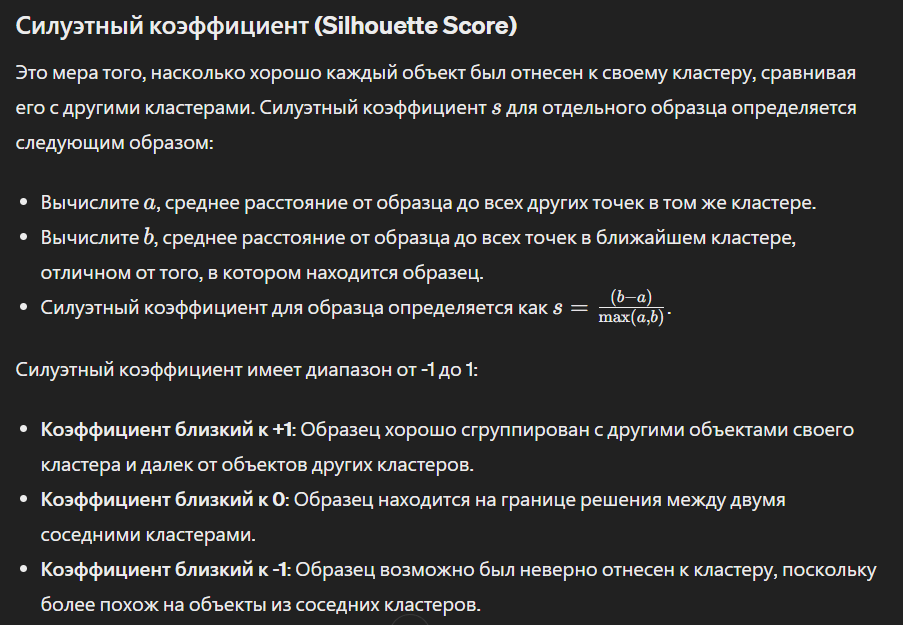 Силуэтный коэффициент (Silhouette Score)
Это мера того, насколько хорошо каждый объект был отнесен к своему кластеру, сравнивая
его с другими кластерами. Силуэтный коэффициент s для отдельного образца определяется
следующим образом:
• Вычислите a, среднее расстояние от образца до всех других точек в том же кластере.
• Вычислите b, среднее расстояние от образца до всех точек в ближайшем кластере,
отличном от того, в котором находится образец.
• Силуэтный коэффициент для образца определяется как s = (b−a)/max(a,b).
Силуэтный коэффициент имеет диапазон от -1 до 1:
• Коэффициент близкий к +1: Образец хорошо сгруппирован с другими объектами своего
кластера и далек от объектов других кластеров.
• Коэффициент близкий к 0: Образец находится на границе решения между двумя
соседними кластерами.
• Коэффициент близкий к -1: Образец возможно был неверно отнесен к кластеру, поскольку
более похож на объекты из соседних кластеров.